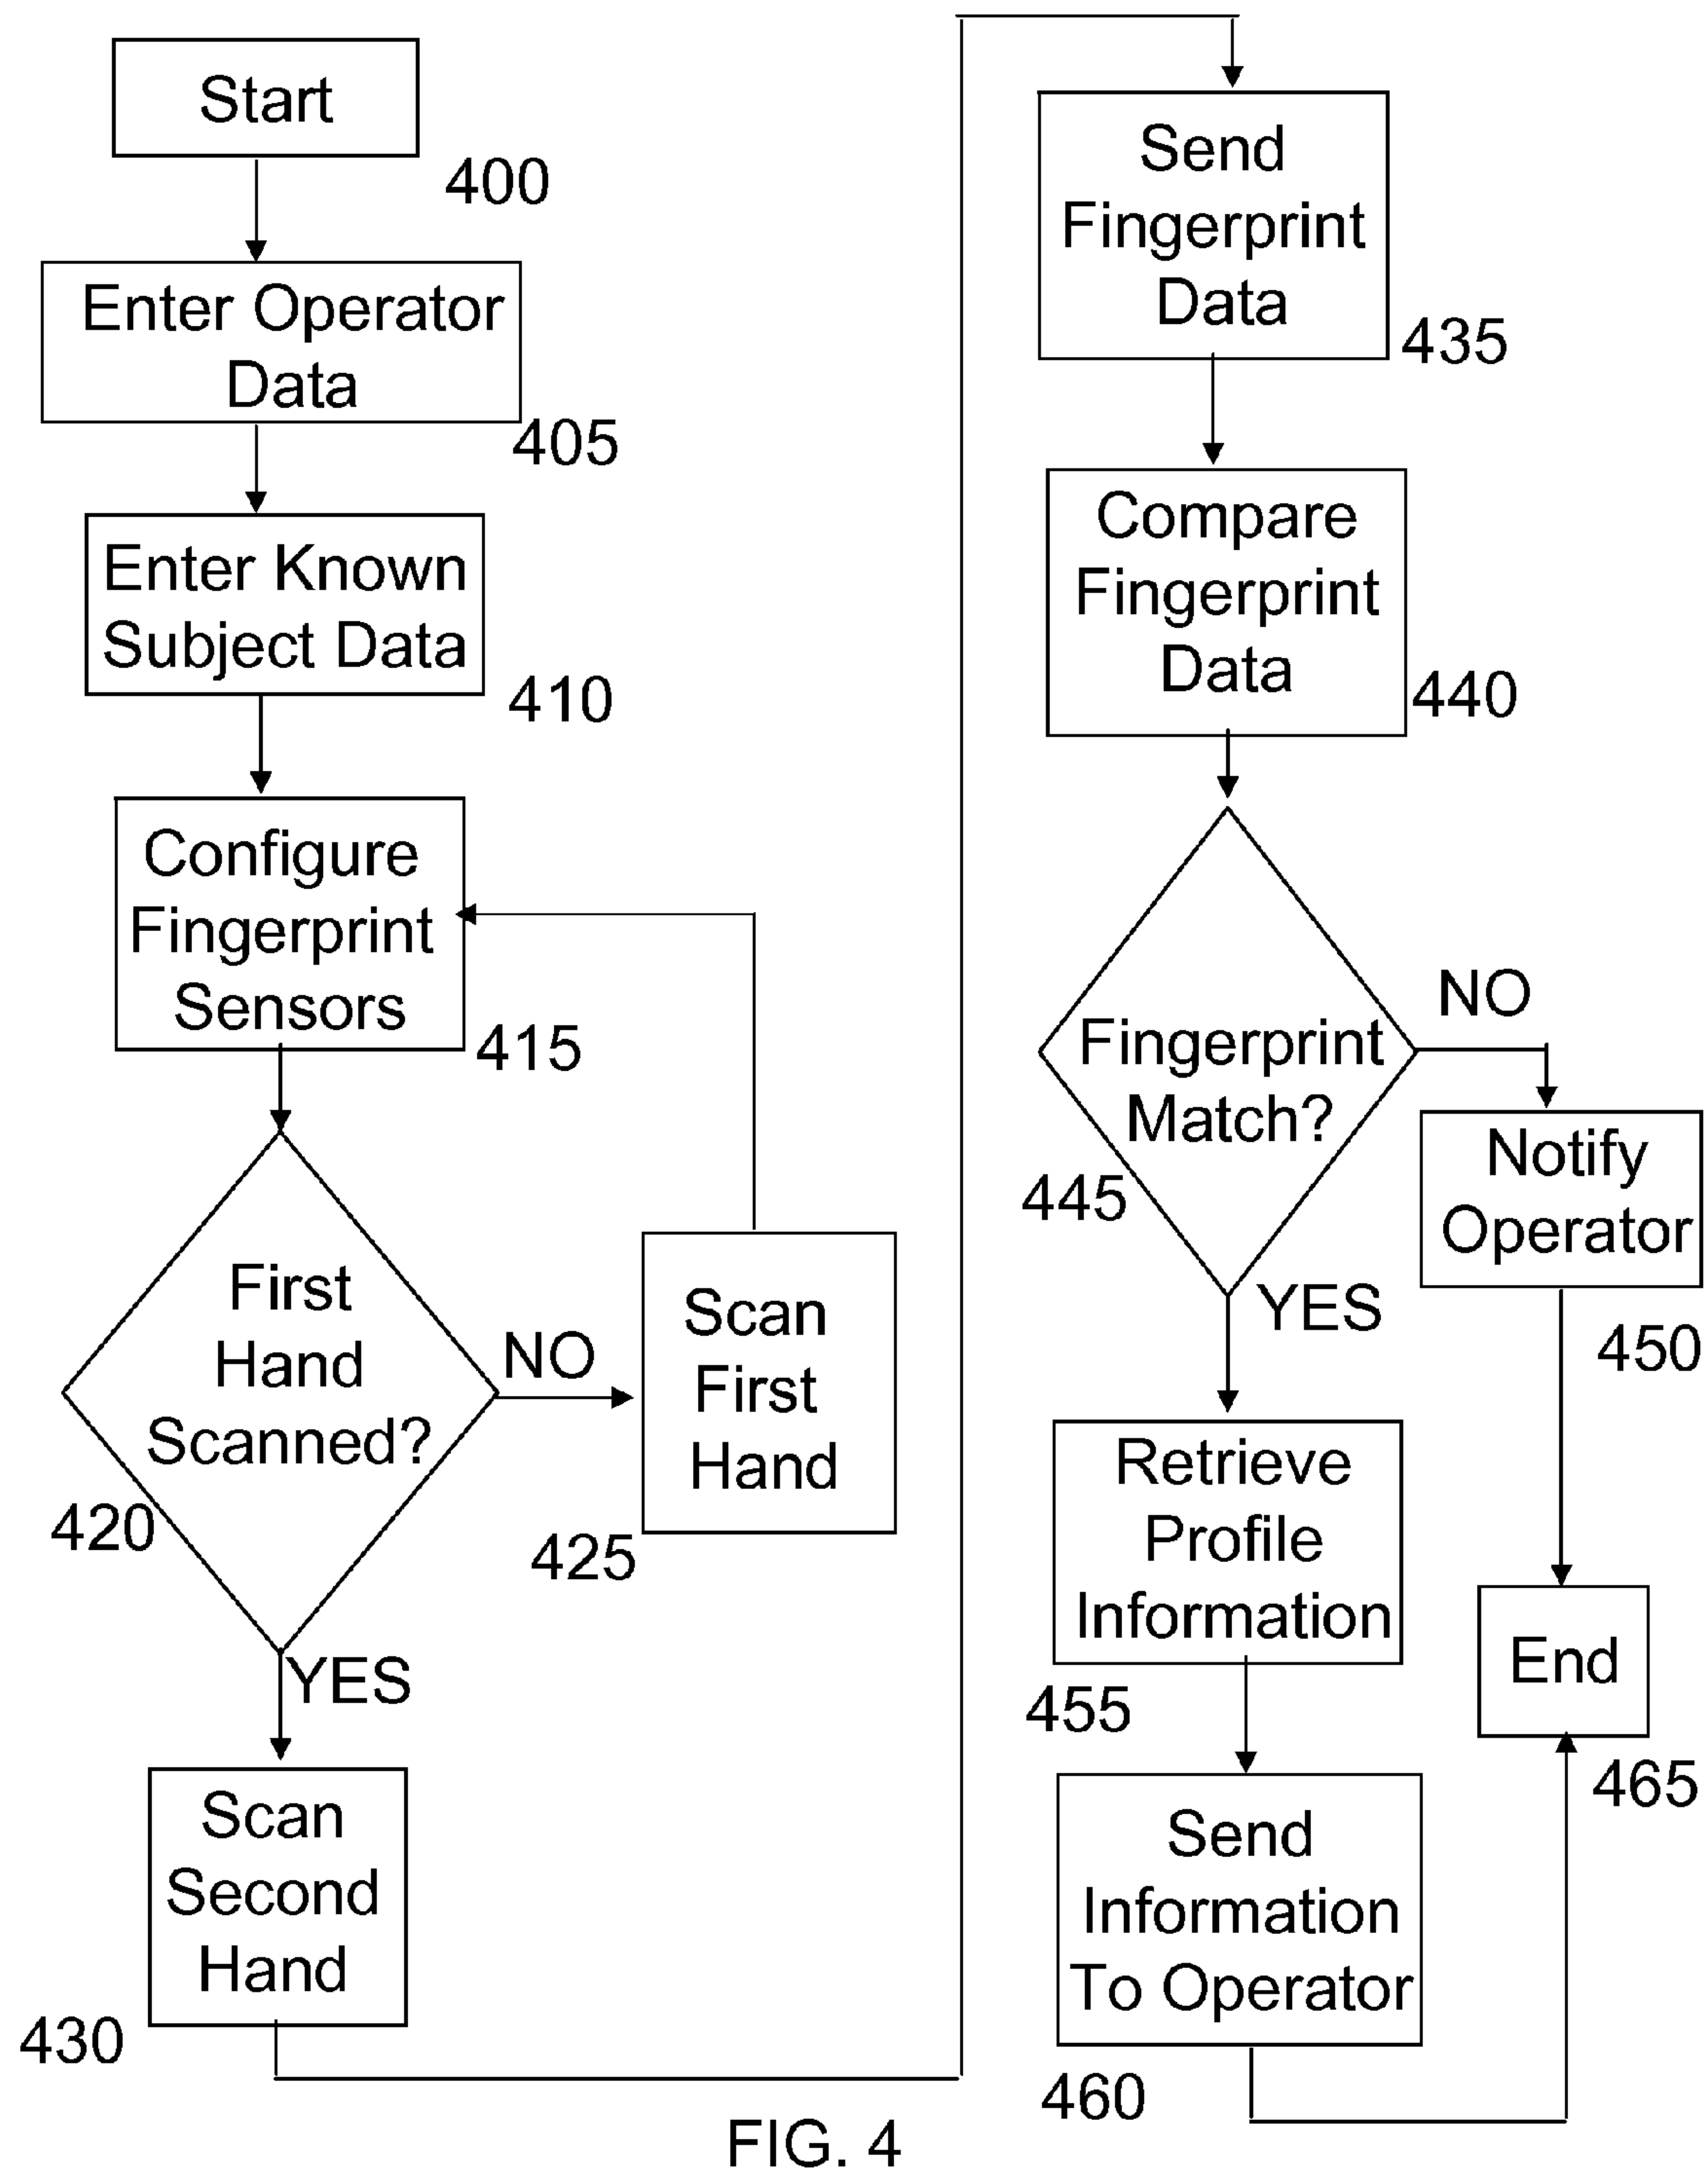 Start
400
Enter Operator
Data
405
Enter Known
Subject Data
410
Configure
Fingerprint
Sensors
415
First
Hand
Scanned?
420
NO
Scan
First
Hand
425
YES
Scan
Second
Hand
430
Send
Fingerprint
Data
435
Compare
Fingerprint
Data
440
Fingerprint
Match?
445
NO
Notify
Operator
450
YES
Retrieve
Profile
Information
455
End
465
Send
Information
To Operator
460
FIG. 4